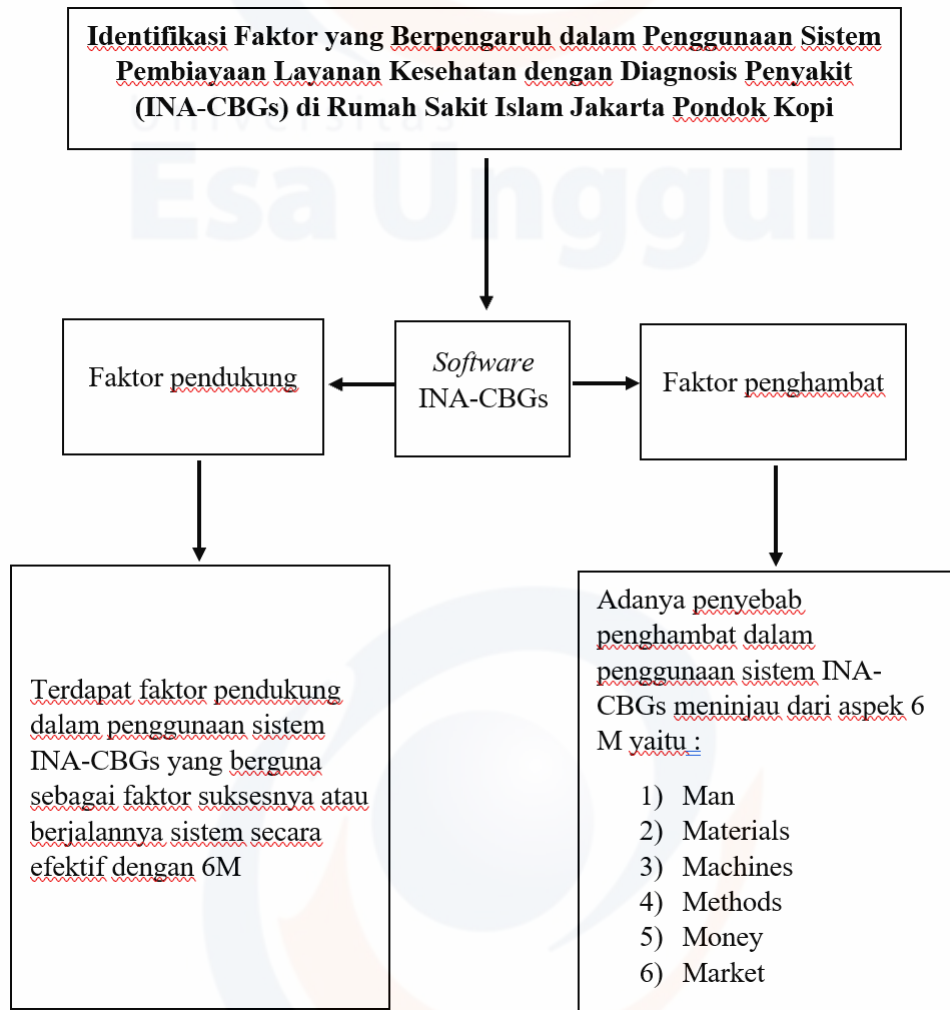 Identifikasi Faktor yang Berpengaruh dalam Penggunaan Sistem
Pembiayaan Layanan Kesehatan dengan Diagnosis Penyakit
(INA-CBGs) di Rumah Sakit Islam Jakarta Pondok Kopi
Universitas
Esa Unggul
Faktor pendukung
Software
INA-CBGs
Faktor penghambat
Terdapat faktor pendukung
dalam penggunaan sistem
INA-CBGs yang berguna
sebagai faktor suksesnya atau
berjalannya sistem secara
efektif dengan 6M
Adanya penyebab
penghambat dalam
penggunaan sistem INA-
CBGs meninjau dari aspek 6
M yaitu :
1) Man
2) Materials
3) Machines
4) Methods
5) Money
6) Market